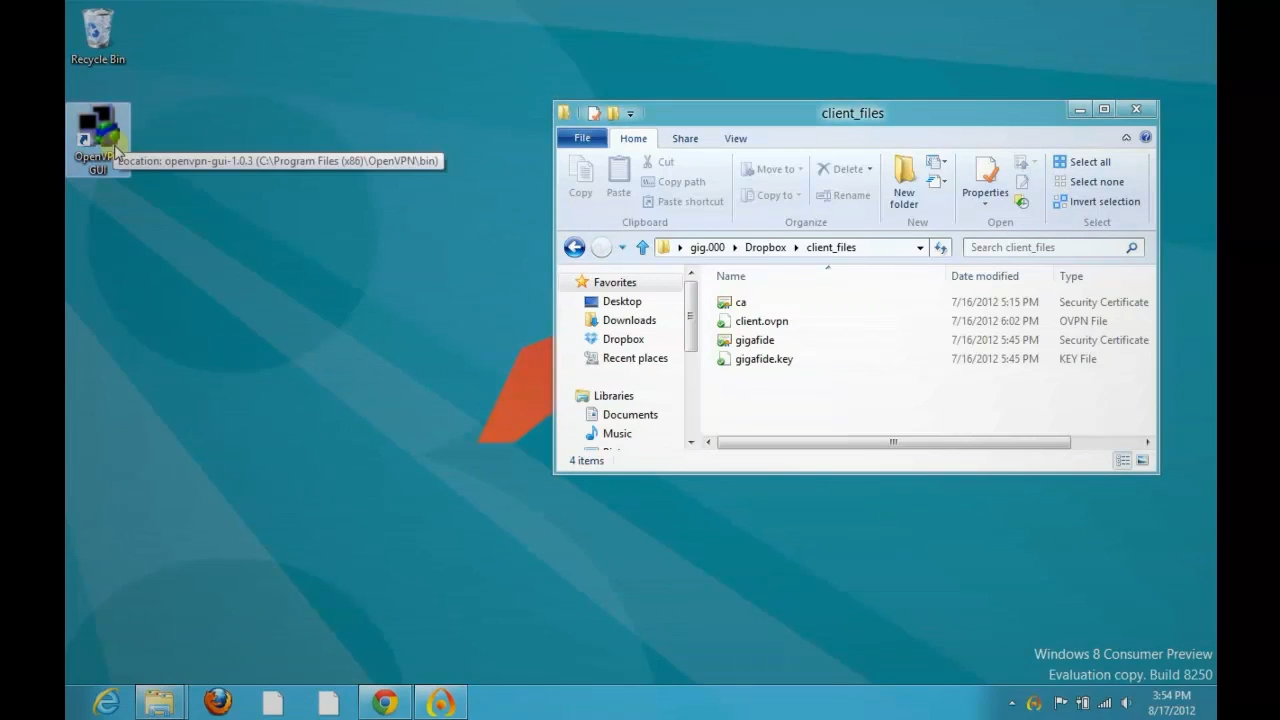 Recycle Bin
OpenVPN
GUI
Location: openvpn-gui-1.0.3 (C:\Program Files (x86)\OpenVPN\bin)
client_files
File Home Share View
Copy
Paste
Cut
Copy path
Paste shortcut
Clipboard
Move to
Copy to
Delete
Rename
Organize
New
folder
New
Properties
Open
Select all
Select none
Invert selection
Select
gig.000 Dropbox client_files
Search client_files
Favorites
Desktop
Downloads
Dropbox
Recent places
Libraries
Documents
Music
Name Date modified Type
ca 7/16/2012 5:15 PM Security Certificate
client.ovpn 7/16/2012 6:02 PM OVPN File
gigafide 7/16/2012 5:45 PM Security Certificate
gigafide.key 7/16/2012 5:45 PM KEY File
4 items
Windows 8 Consumer Preview
Evaluation copy. Build 8250
3:54 PM
8/17/2012